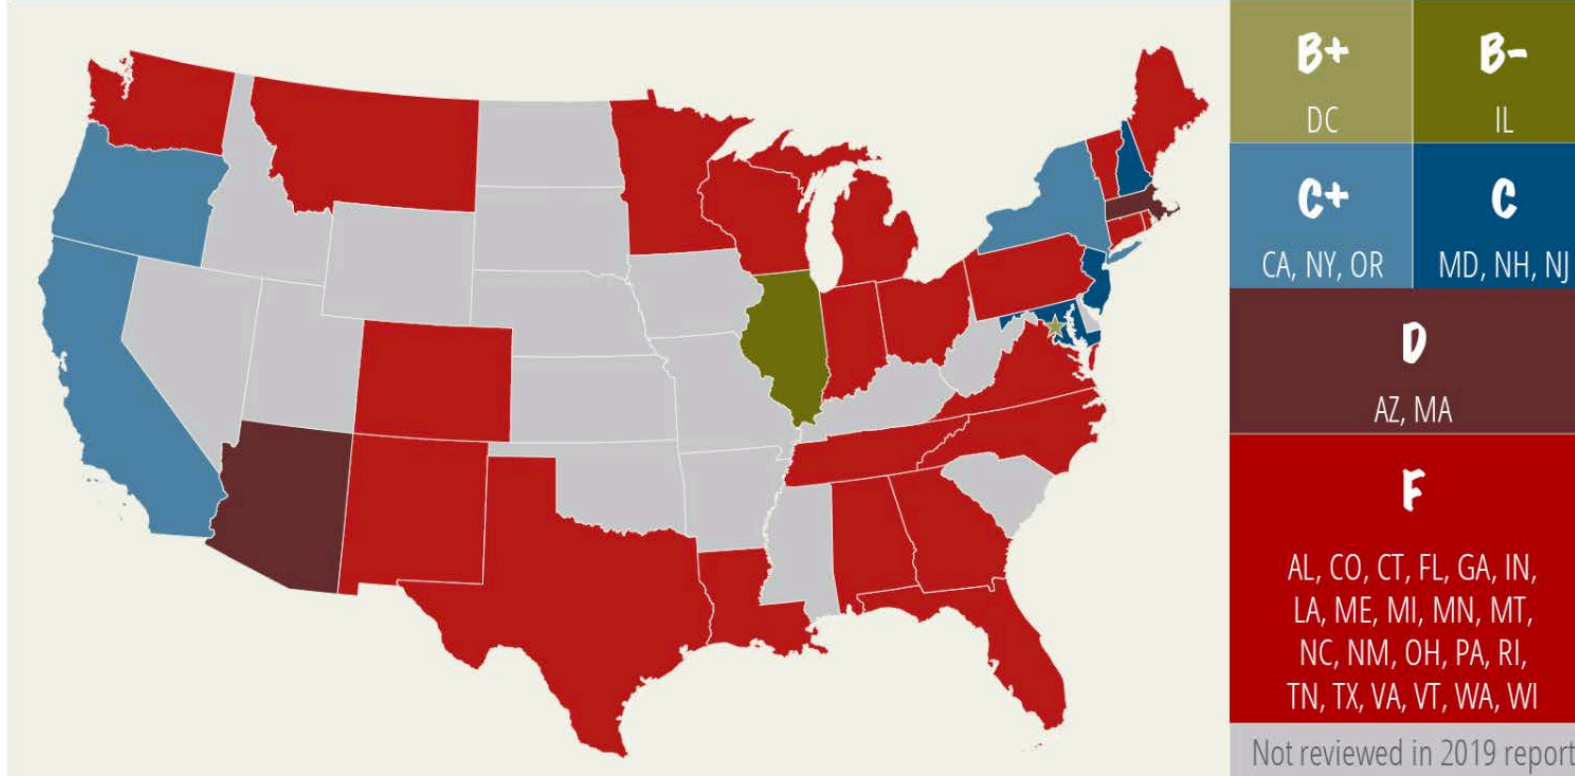 B+
DC
B-
IL
C+
CA, NY, OR
C
MD, NH, NJ
D
AZ, MA
F
AL, CO, CT, FL, GA, IN,
LA, ME, MI, MN, MT,
NC, NM, OH, PA, RI,
TN, TX, VA, VT, WA, WI
Not reviewed in 2019 report